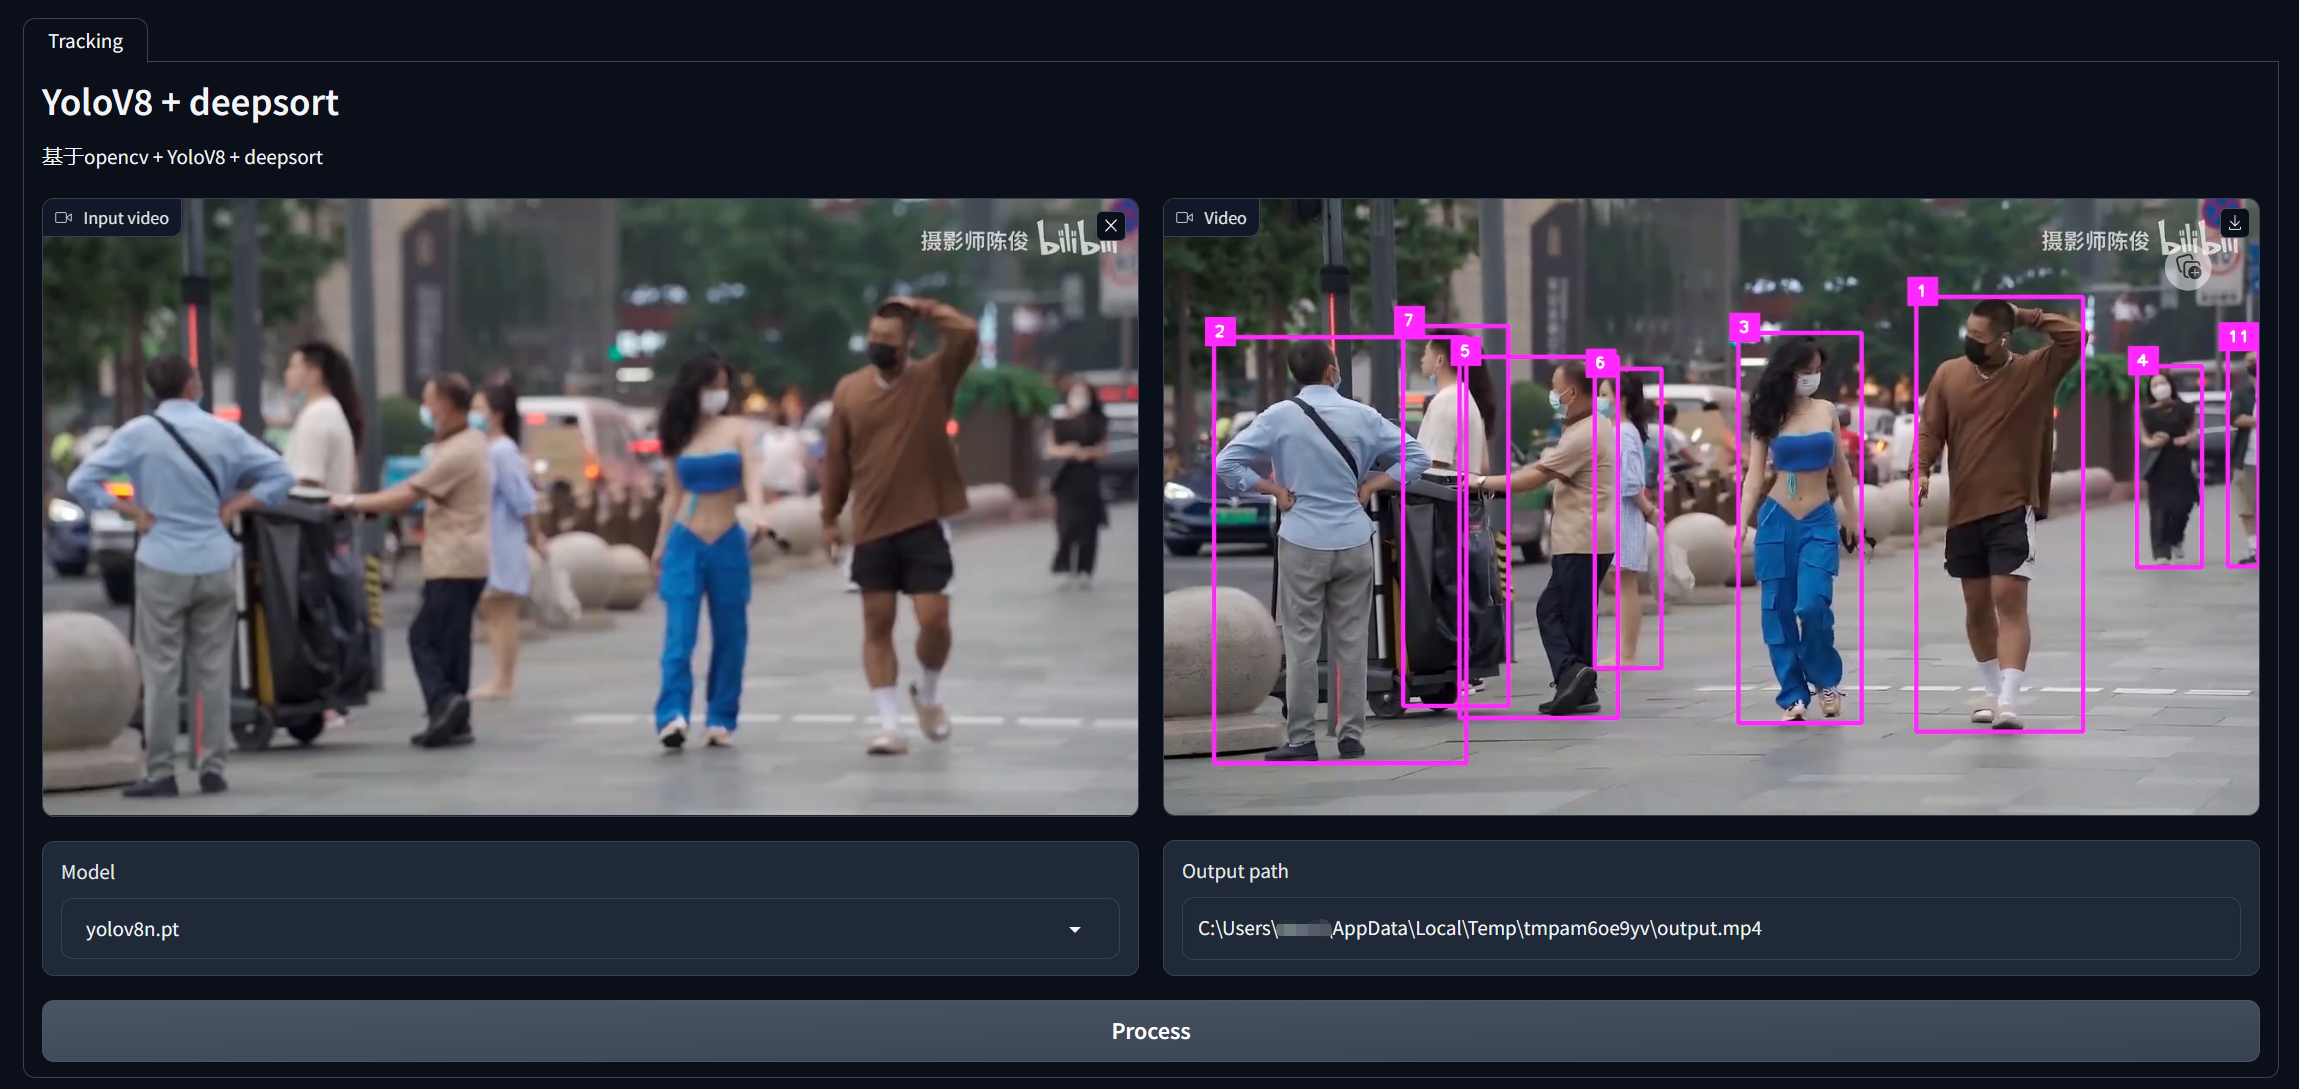 Tracking
YoloV8 + deepsort
基于opencv + YoloV8 + deepsort
Input video
摄影师陈俊 bilibili
Video
摄影师陈俊 bilibili
1
2
7
3
5
6
4
11
Model
yolov8n.pt
Output path
C:\Users\ \AppData\Local\Temp\tmpam6oe9yv\output.mp4
Process